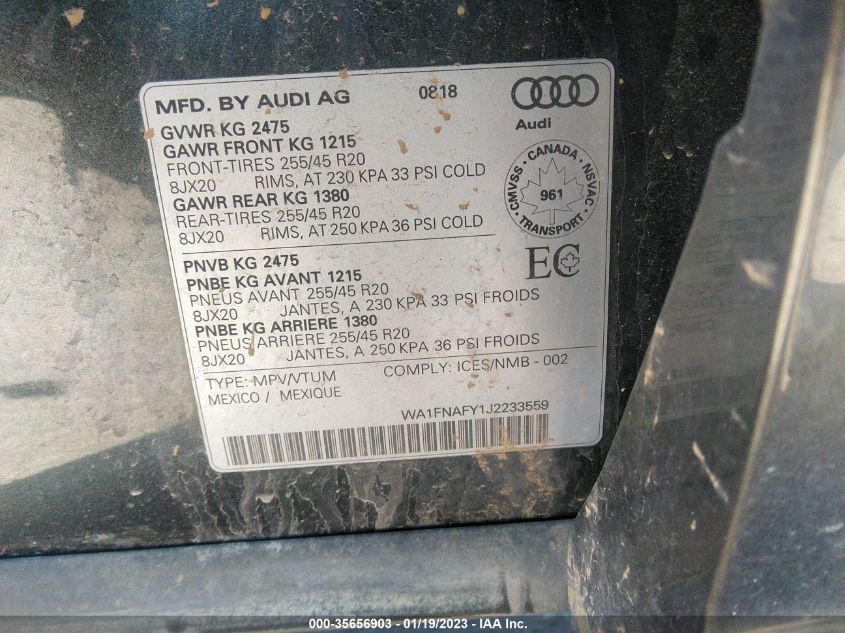 MFD. BY AUDI AG 0818
Audi
GVWR KG 2475
GAWR FRONT KG 1215
FRONT-TIRES 255/45 R20
8JX20 RIMS, AT 230 KPA 33 PSI COLD
GAWR REAR KG 1380
REAR-TIRES 255/45 R20
8JX20 RIMS, AT 250 KPA 36 PSI COLD
CMVSS - CANADA - NSVAC
961
TRANSPORT
EC
PNVB KG 2475
PNBE KG AVANT 1215
PNEUS AVANT 255/45 R20
8JX20 JANTES, A 230 KPA 33 PSI FROIDS
PNBE KG ARRIERE 1380
PNEUS ARRIERE 255/45 R20
8JX20 JANTES, A 250 KPA 36 PSI FROIDS
TYPE: MPV/VTUM COMPLY: ICES/NMB - 002
MEXICO / MEXIQUE
WA1FNAFY1J2233559
000-35656903 - 01/19/2023 - IAA Inc.